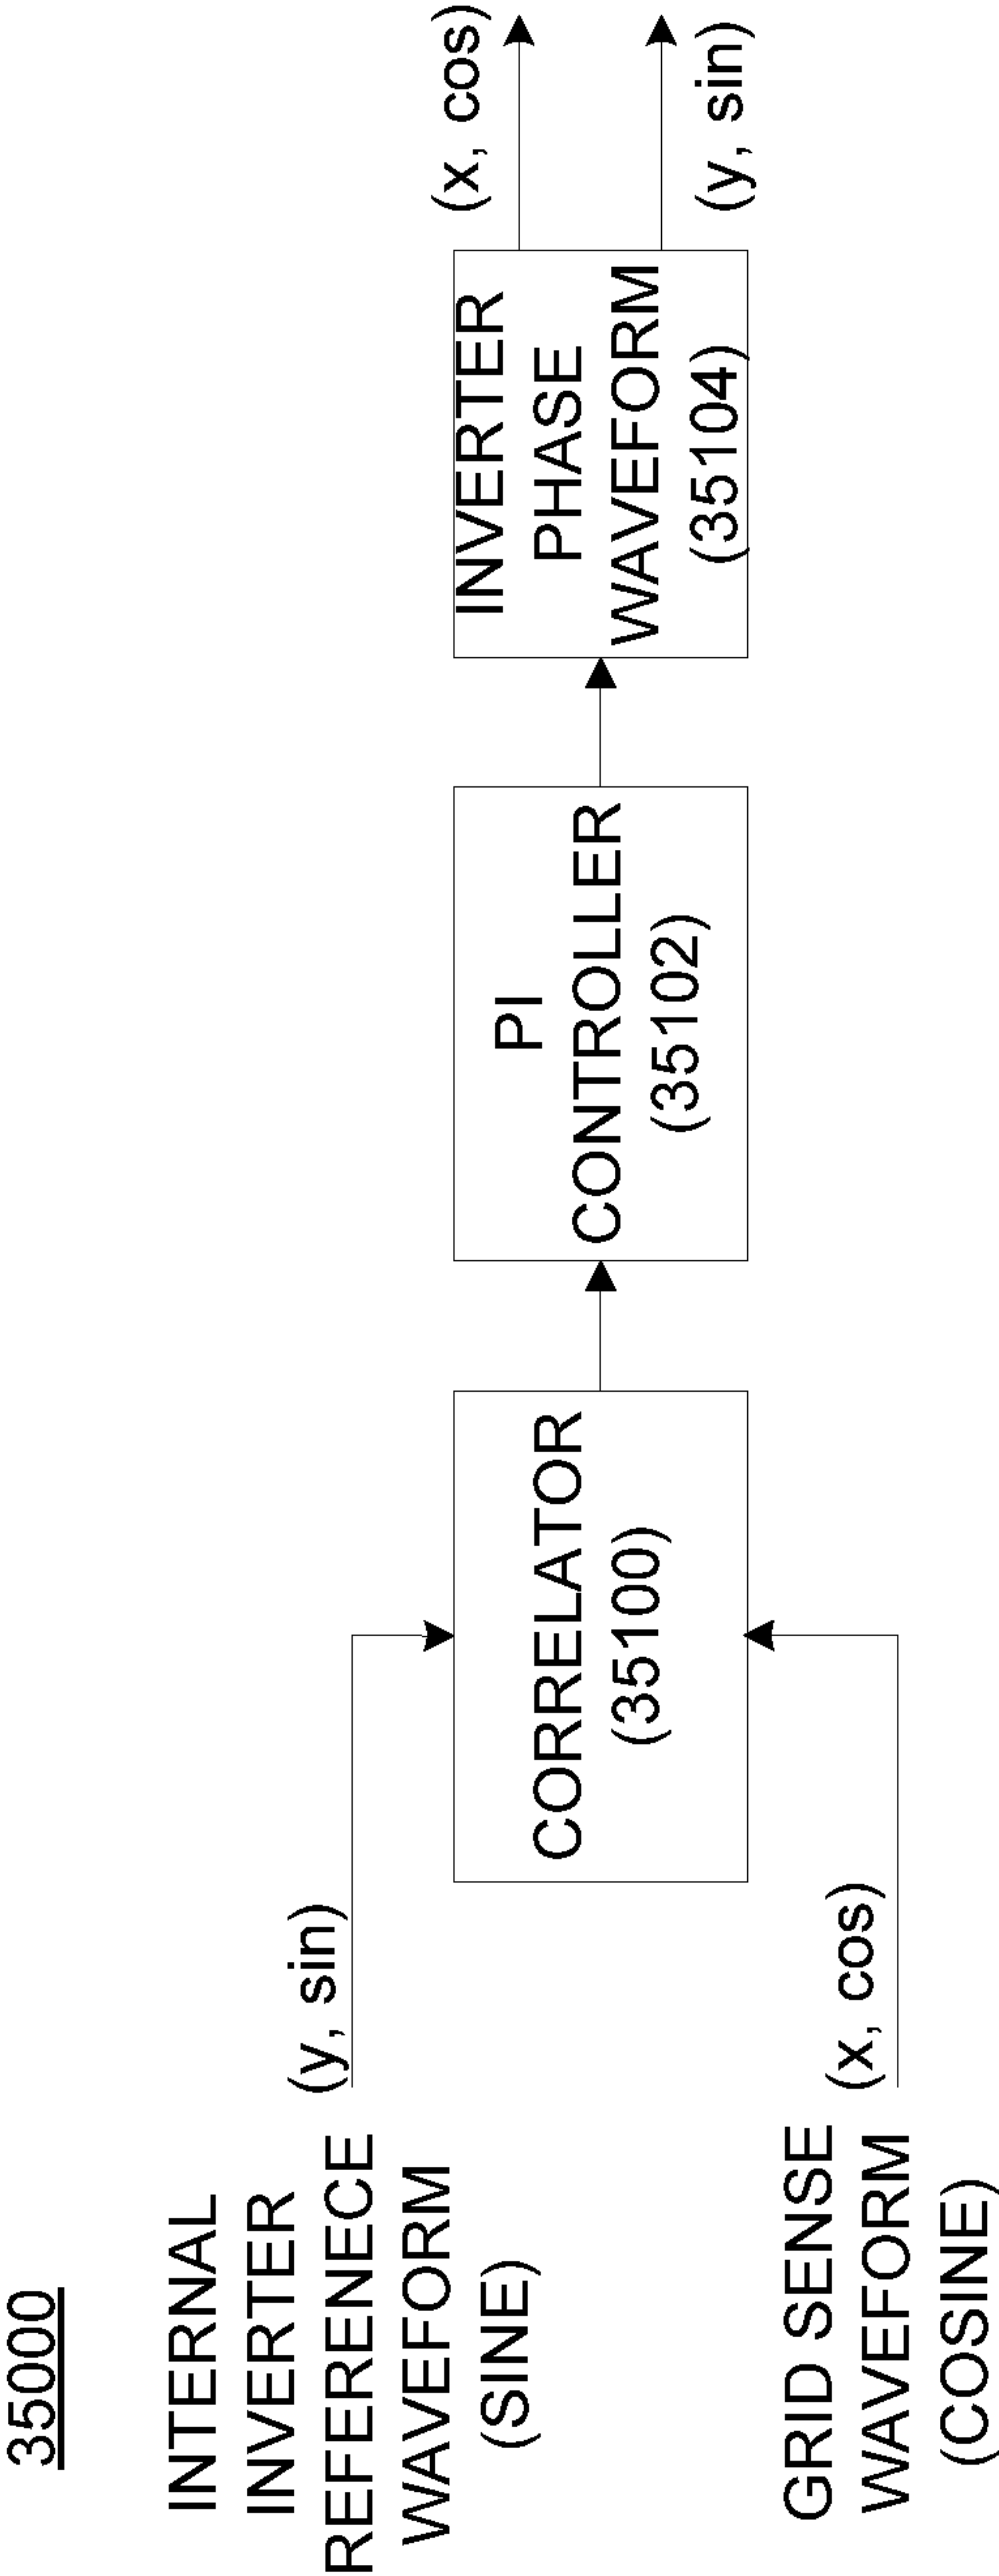 35000
INTERNAL
INVERTER
REFERENECE
WAVEFORM
(SINE)
(y, sin)
GRID SENSE
WAVEFORM
(COSINE)
(x, cos)
CORRELATOR
(35100)
PI
CONTROLLER
(35102)
INVERTER
PHASE
WAVEFORM
(35104)
(x, cos)
(y, sin)